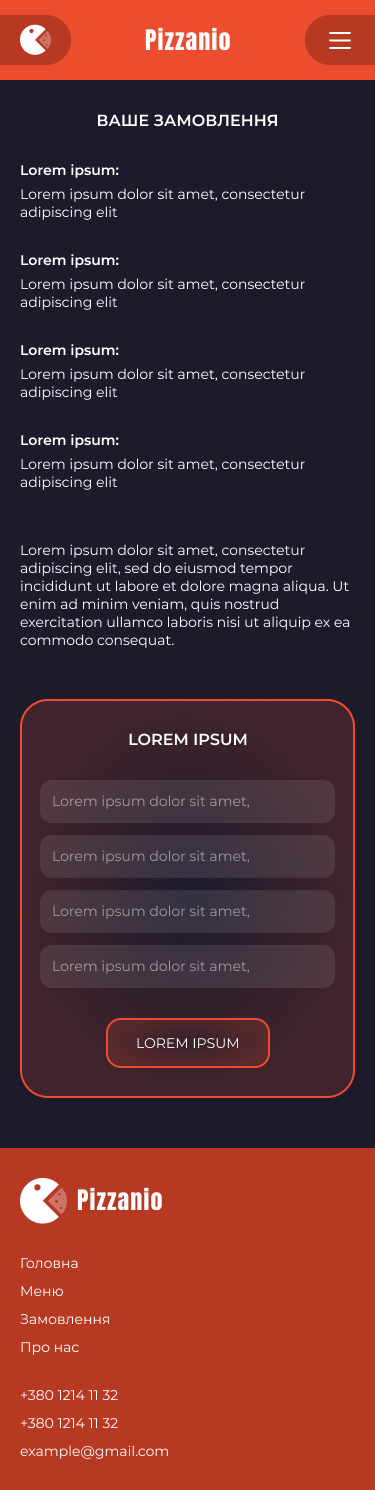 Pizzanio
ВАШЕ ЗАМОВЛЕННЯ
Lorem ipsum:
Lorem ipsum dolor sit amet, consectetur
adipiscing elit
Lorem ipsum:
Lorem ipsum dolor sit amet, consectetur
adipiscing elit
Lorem ipsum:
Lorem ipsum dolor sit amet, consectetur
adipiscing elit
Lorem ipsum:
Lorem ipsum dolor sit amet, consectetur
adipiscing elit
Lorem ipsum dolor sit amet, consectetur
adipiscing elit, sed do eiusmod tempor
incididunt ut labore et dolore magna aliqua. Ut
enim ad minim veniam, quis nostrud
exercitation ullamco laboris nisi ut aliquip ex ea
commodo consequat.
LOREM IPSUM
Lorem ipsum dolor sit amet,
Lorem ipsum dolor sit amet,
Lorem ipsum dolor sit amet,
Lorem ipsum dolor sit amet,
LOREM IPSUM
Pizzanio
Головна
Меню
Замовлення
Про нас
+380 1214 11 32
+380 1214 11 32
example@gmail.com